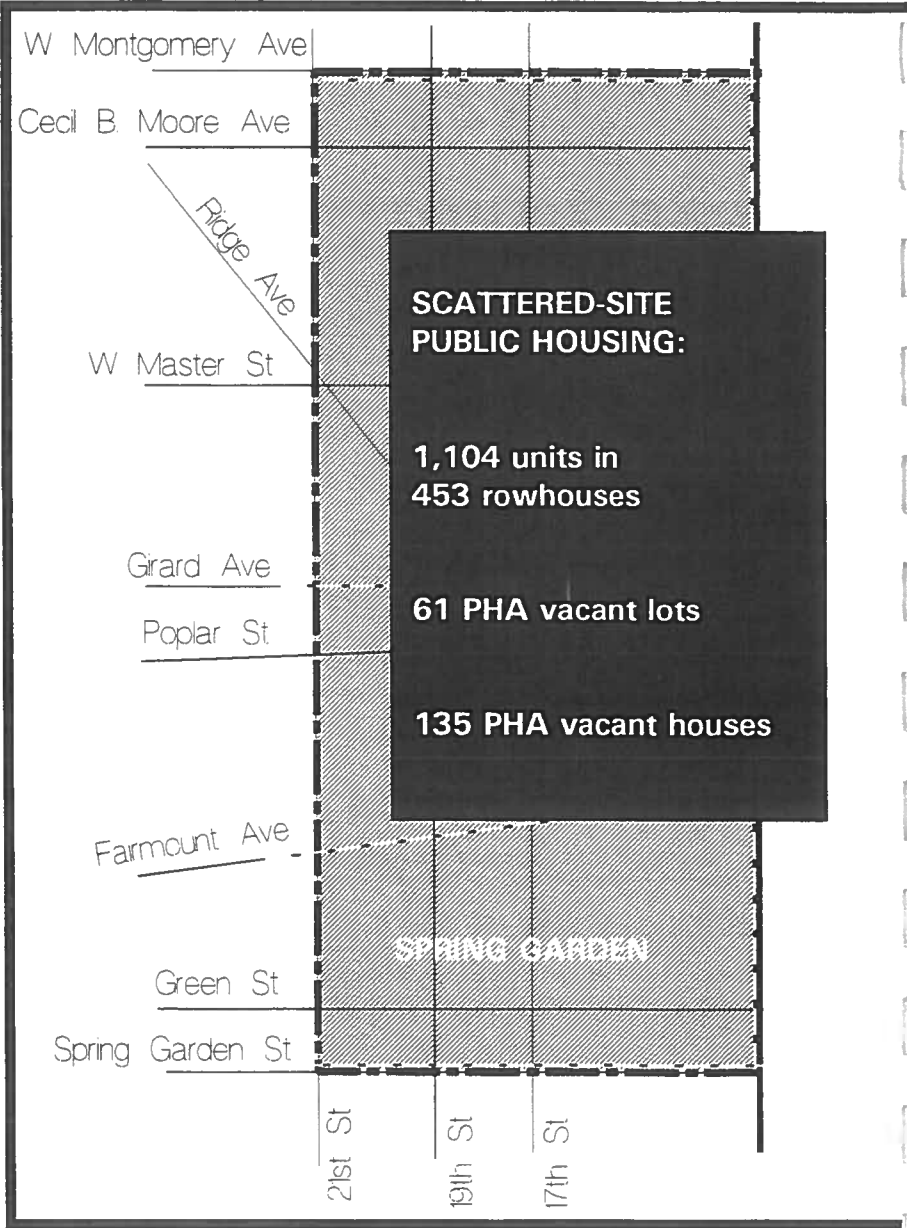 W Montgomery Ave
Cecil B. Moore Ave
Ridge Ave
W Master St
Girard Ave
Poplar St
Fairmount Ave
Green St
Spring Garden St
SCATTERED-SITE
PUBLIC HOUSING:
1,104 units in
453 rowhouses
61 PHA vacant lots
135 PHA vacant houses
SPRING GARDEN
21st St
19th St
17th St